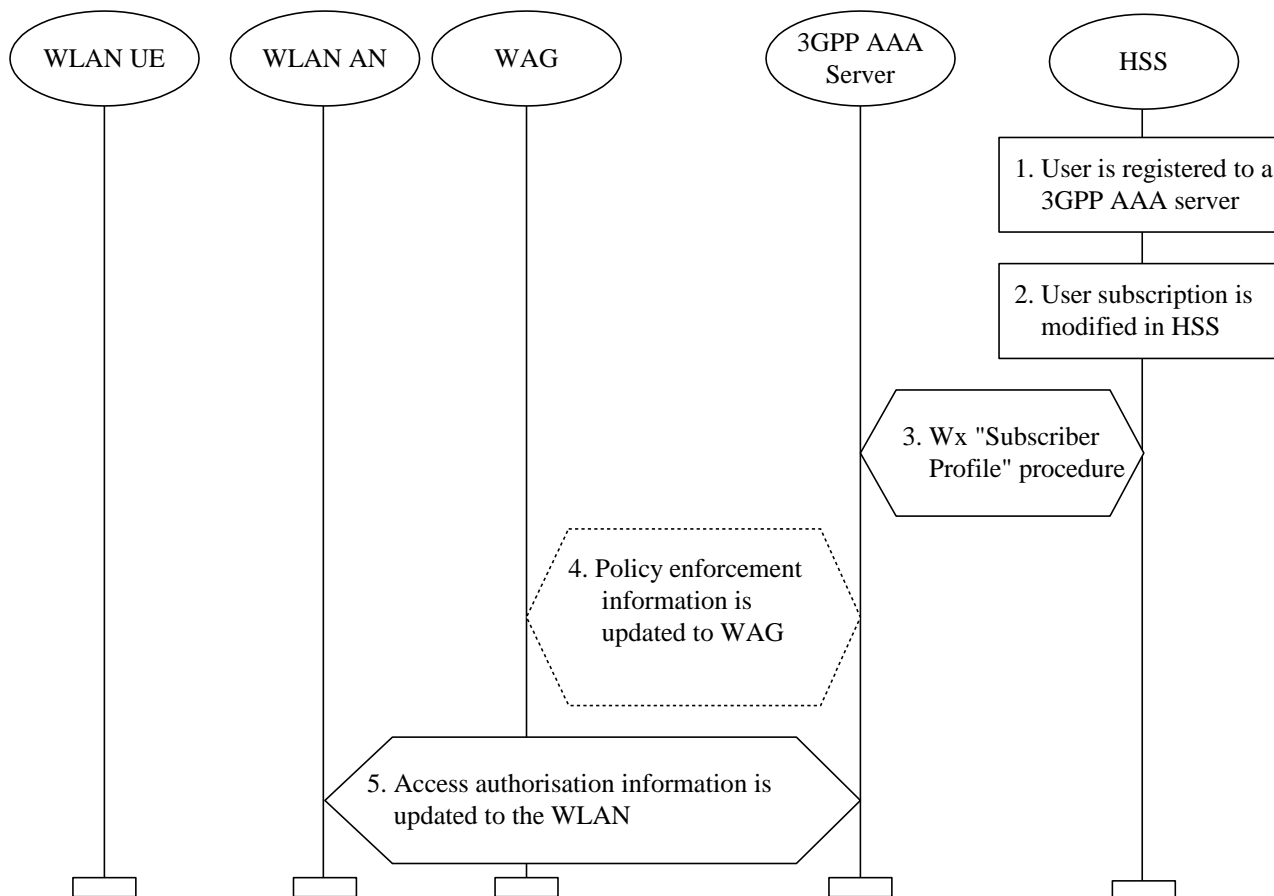 WLAN UE
WLAN AN
WAG
3GPP AAA
Server
HSS
1. User is registered to a
3GPP AAA server
2. User subscription is
modified in HSS
3. Wx "Subscriber
Profile" procedure
4. Policy enforcement
information is
updated to WAG
5. Access authorisation information is
updated to the WLAN